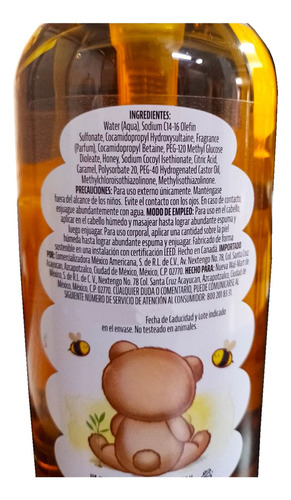 INGREDIENTES:
Water (Aqua), Sodium C14-16 Olefin
Sulfonate, Cocamidopropyl Hydroxysultaine, Fragrance
(Parfum), Cocamidopropyl Betaine, PEG-120 Methyl Glucose
Dioleate, Honey, Sodium Cocoyl Isethionate, Citric Acid,
Caramel, Polysorbate 20, PEG-40 Hydrogenated Castor Oil,
Methylchloroisothiazolinone, Methylisothiazolinone.
PRECAUCIONES: Para uso externo únicamente. Manténgase
fuera del alcance de los niños. Evite el contacto con los ojos. En caso de contacto
enjuague abundantemente con agua. MODO DE EMPLEO: Para uso en el cabello,
aplicar en el cabello húmedo y masajear hasta lograr abundante espuma y
luego enjuagar. Para uso corporal, aplicar una cantidad sobre la piel
húmeda hasta lograr abundante espuma y enjuagar. Fabricado de forma
sostenible en una instalación con certificación LEED. Hecho en Canadá. IMPORTADO
POR: Comercializadora México Americana, S. de R.L. de C.V., Av. Nextengo No. 78, Col. Santa Cruz
Acayucan, Azcapotzalco, Ciudad de México, México, C.P. 02770. HECHO PARA: Nueva Wal Mart de
México, S. de R.L. de C.V., Nextengo No. 78 Col. Santa Cruz Acayucan, Azcapotzalco, Ciudad de
México, México, C.P. 02770. CUALQUIER DUDA O COMENTARIO, PUEDE COMUNICARSE AL
SIGUIENTE NÚMERO DE SERVICIO DE ATENCIÓN AL CONSUMIDOR: 800 201 83 31.
Fecha de Caducidad y Lote indicado
en el envase. No testeado en animales.